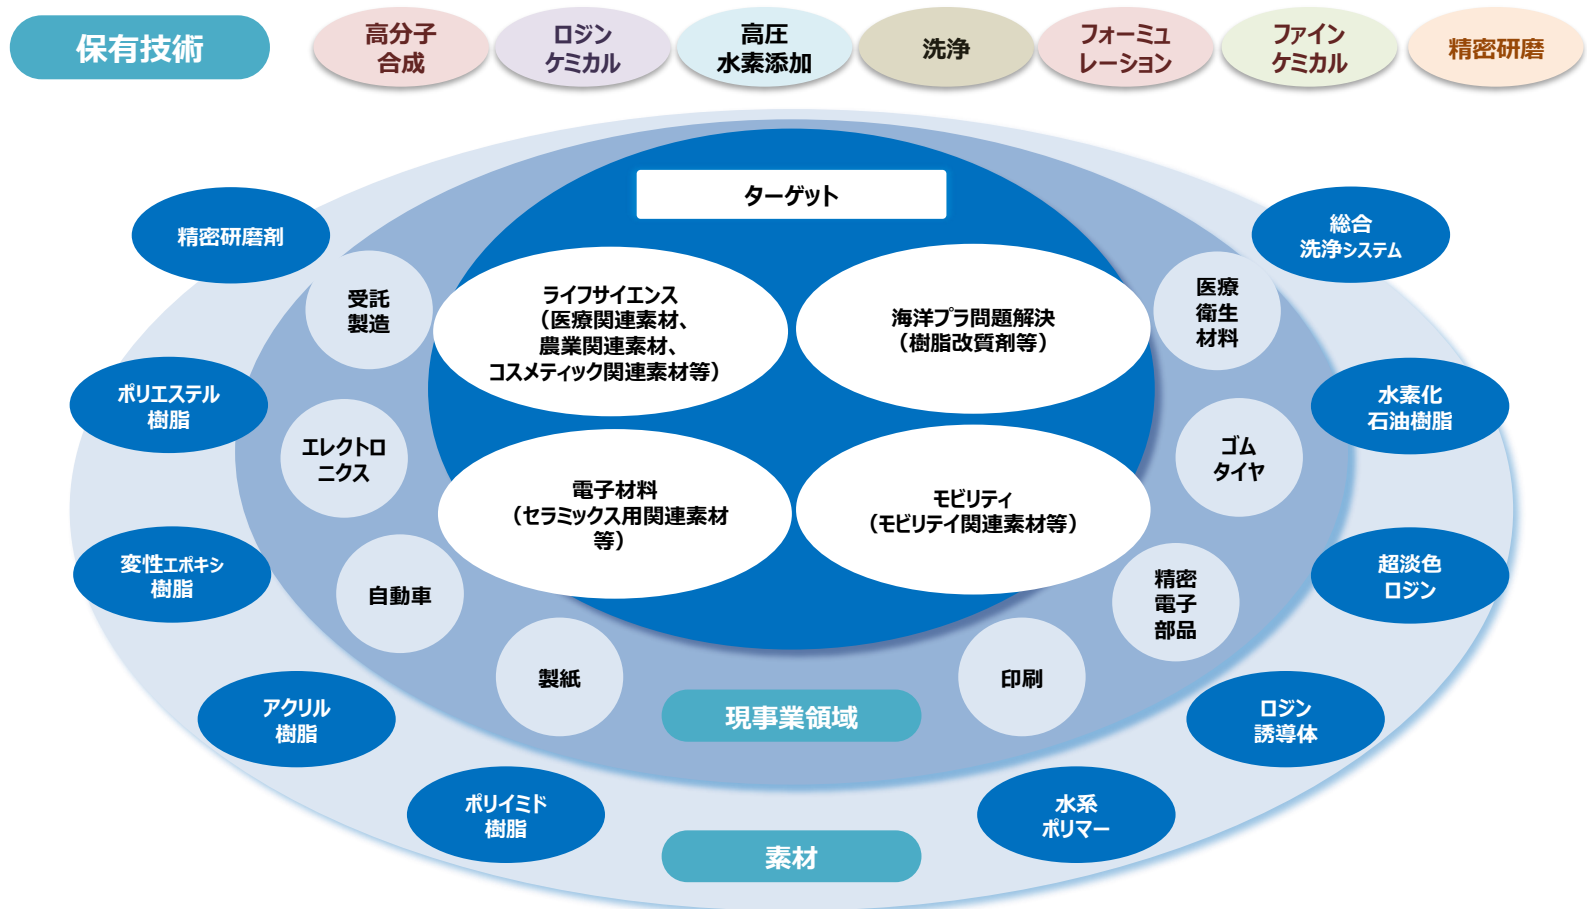 保有技術
高分子
合成
ロジン
ケミカル
高圧
水素添加
洗浄
フォーミュ
レーション
ファイン
ケミカル
精密研磨
ターゲット
ライフサイエンス
（医療関連素材、
農業関連素材、
コスメティック関連素材等）
海洋プラ問題解決
（樹脂改質剤等）
電子材料
（セラミックス用関連素材
等）
モビリティ
（モビリテイ関連素材等）
受託
製造
エレクトロ
ニクス
自動車
製紙
医療
衛生
材料
ゴム
タイヤ
精密
電子
部品
印刷
現事業領域
精密研磨剤
ポリエステル
樹脂
変性エポキシ
樹脂
アクリル
樹脂
ポリイミド
樹脂
総合
洗浄システム
水素化
石油樹脂
超淡色
ロジン
ロジン
誘導体
水系
ポリマー
素材